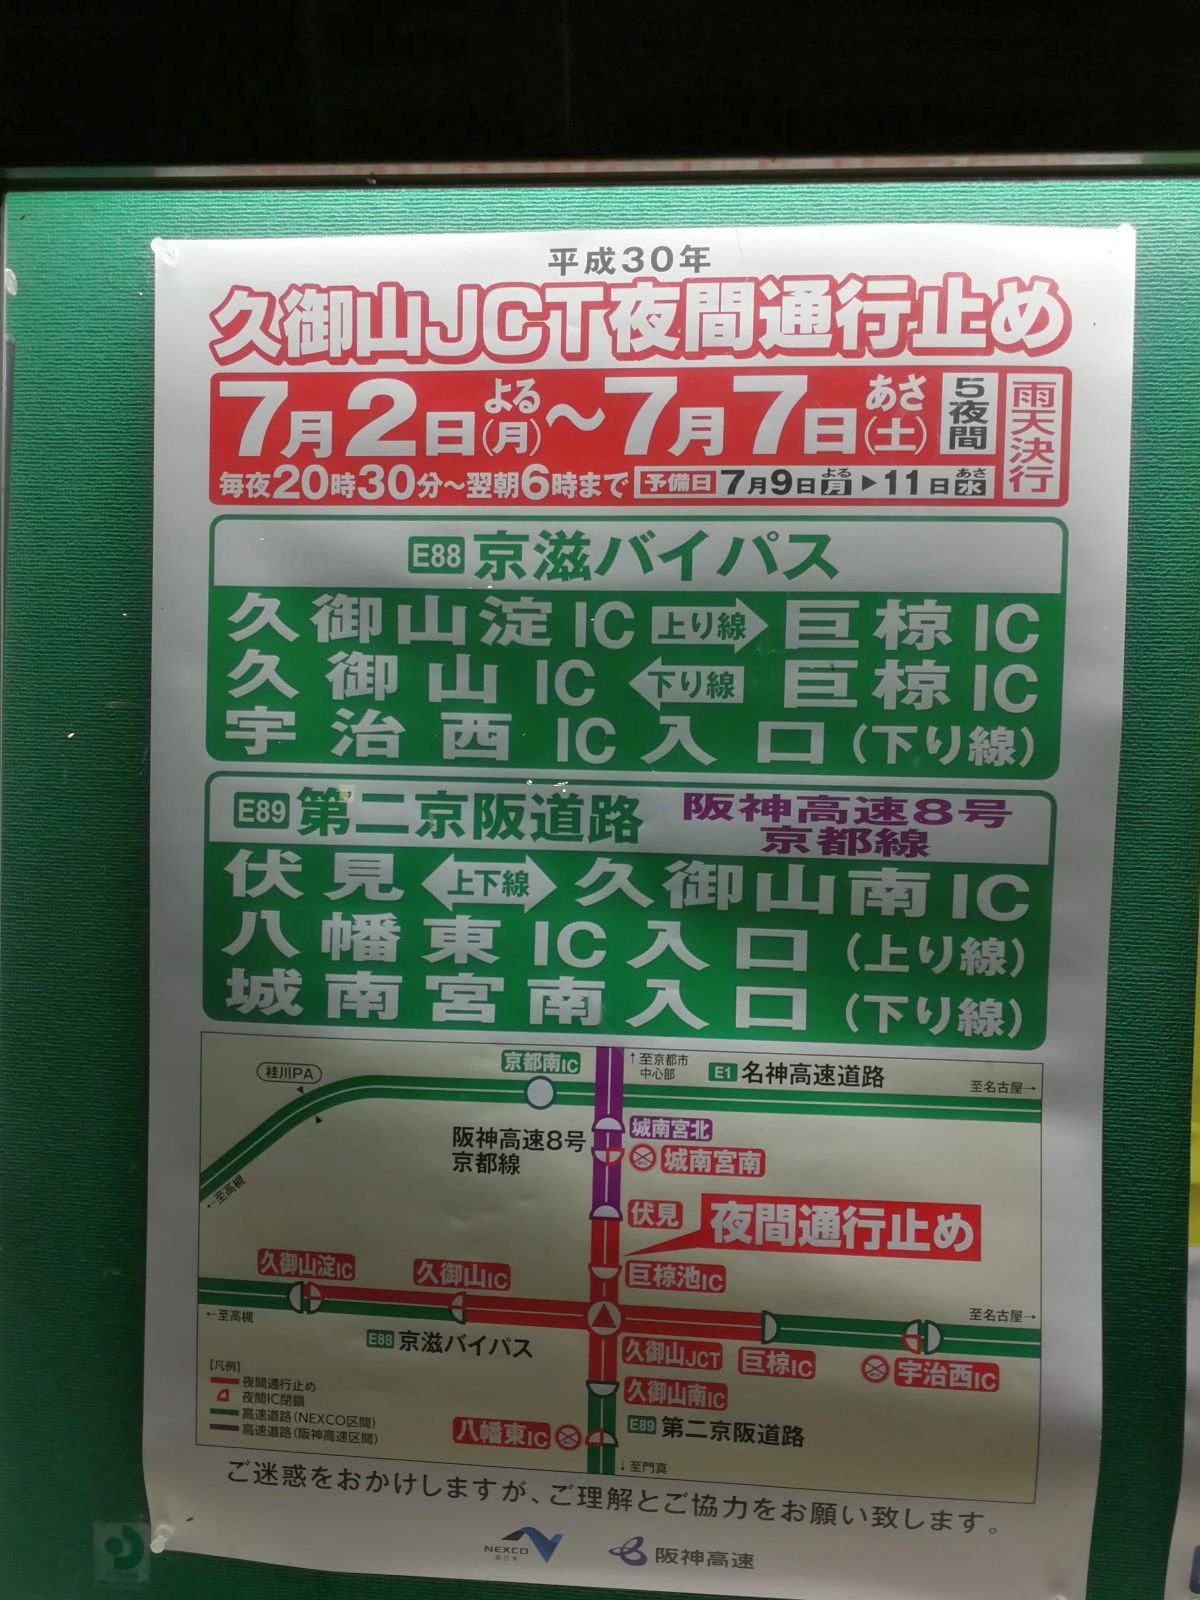 平成30年
久御山JCT夜間通行止め
7月2日よる(月)～7月7日あさ(土) 5夜間 雨天決行
毎夜20時30分～翌朝6時まで 予備日 7月9日よる月▶11日あさ水
E88 京滋バイパス
久御山淀IC 上り線 巨椋IC
久御山IC 下り線 巨椋IC
宇治西IC入口(下り線)
E89 第二京阪道路 阪神高速8号京都線
伏見 上下線 久御山南IC
八幡東IC入口(上り線)
城南宮南入口(下り線)
京都南IC
↑至京都市中心部
E1 名神高速道路
至名古屋→
桂川PA
←至高槻
阪神高速8号
京都線
城南宮北
城南宮南
伏見
夜間通行止め
久御山淀IC
久御山IC
巨椋池IC
←至高槻
至名古屋→
E88 京滋バイパス
久御山JCT
巨椋IC
宇治西IC
【凡例】
夜間通行止め
夜間IC閉鎖
高速道路(NEXCO区間)
高速道路(阪神高速区間)
久御山南IC
八幡東IC
E89 第二京阪道路
↓至門真
ご迷惑をおかけしますが、ご理解とご協力をお願い致します。
NEXCO
西日本
阪神高速